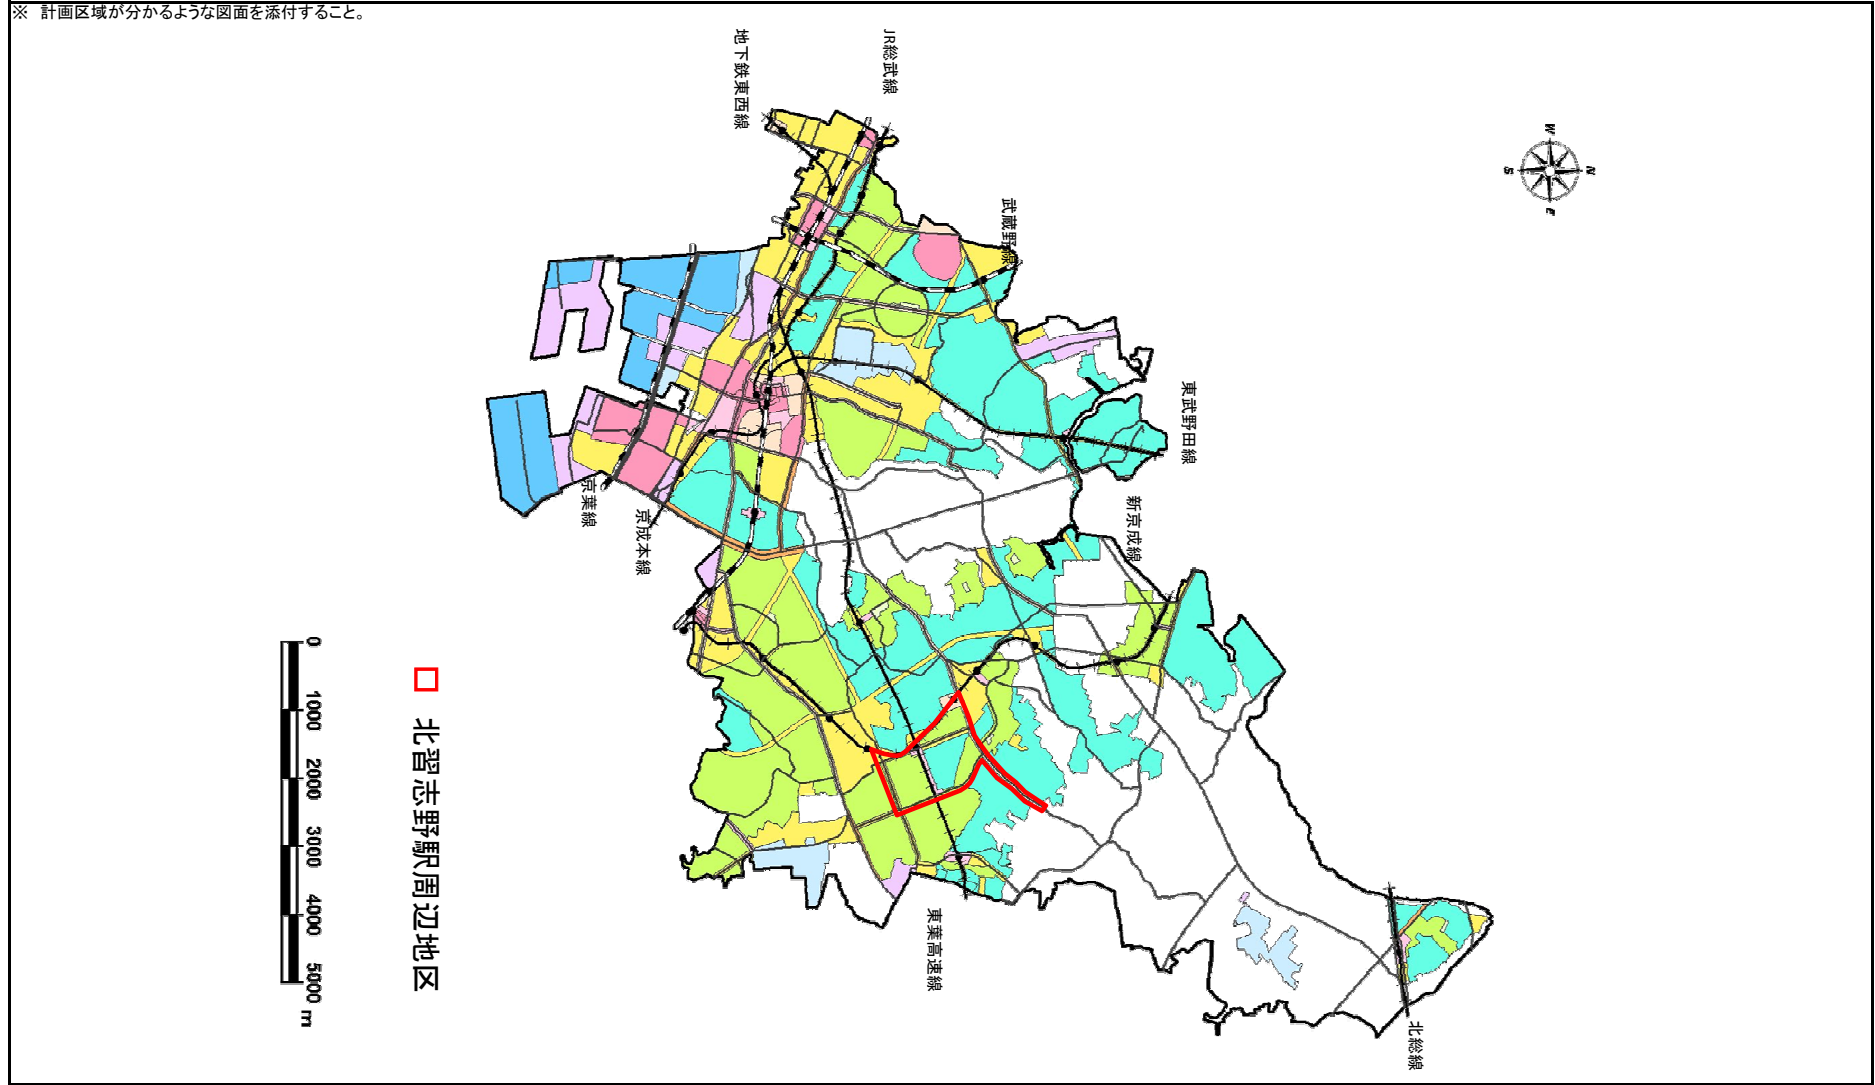 ※ 計画区域が分かるような図面を添付すること。
地下鉄東西線
JR総武線
武蔵野線
東武野田線
新京成線
京葉線
京成本線
東葉高速線
北総線
W
N
S
E
北習志野駅周辺地区
0
1000
2000
3000
4000
5000 m